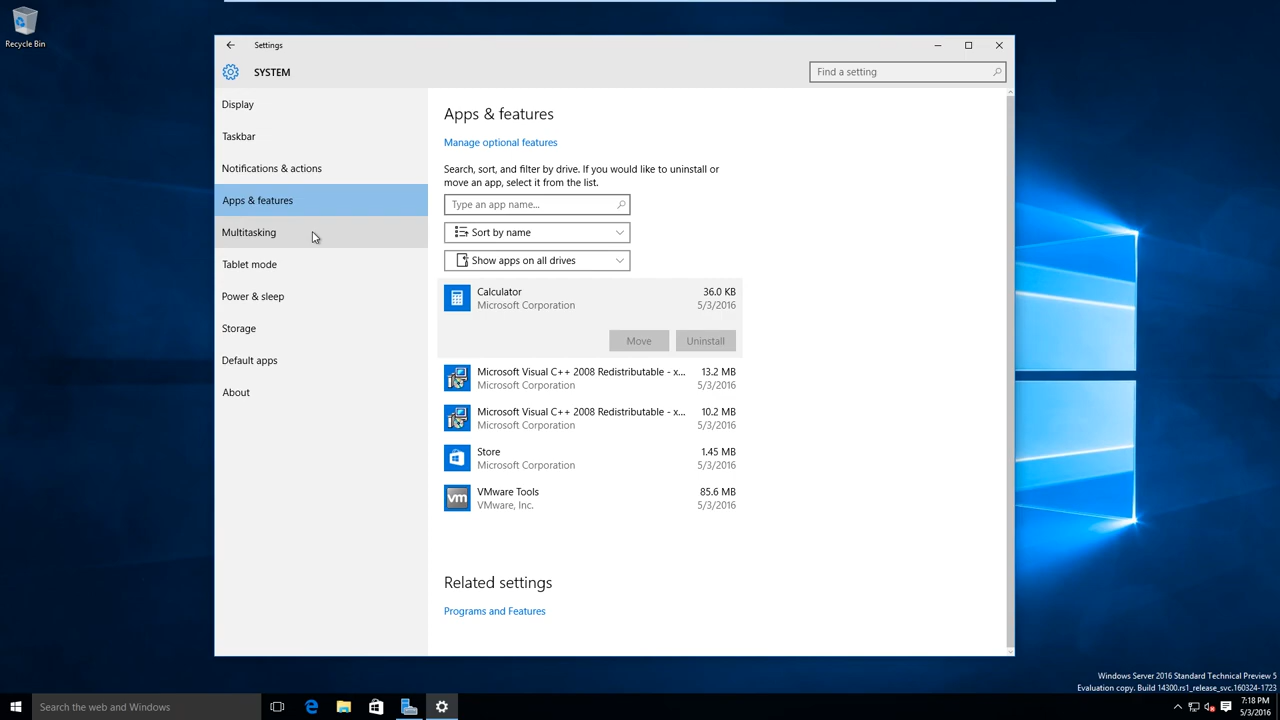 Recycle Bin
Settings
SYSTEM
Find a setting
Display
Taskbar
Notifications & actions
Apps & features
Multitasking
Tablet mode
Power & sleep
Storage
Default apps
About
Apps & features
Manage optional features
Search, sort, and filter by drive. If you would like to uninstall or
move an app, select it from the list.
Type an app name...
Sort by name
Show apps on all drives
Calculator 36.0 KB
Microsoft Corporation 5/3/2016
Move Uninstall
Microsoft Visual C++ 2008 Redistributable - x... 13.2 MB
Microsoft Corporation 5/3/2016
Microsoft Visual C++ 2008 Redistributable - x... 10.2 MB
Microsoft Corporation 5/3/2016
Store 1.45 MB
Microsoft Corporation 5/3/2016
vm
VMware Tools 85.6 MB
VMware, Inc. 5/3/2016
Related settings
Programs and Features
Windows Server 2016 Standard Technical Preview 5
Evaluation copy. Build 14300.rs1_release_svc.160324-1723
Search the web and Windows
7:18 PM
5/3/2016